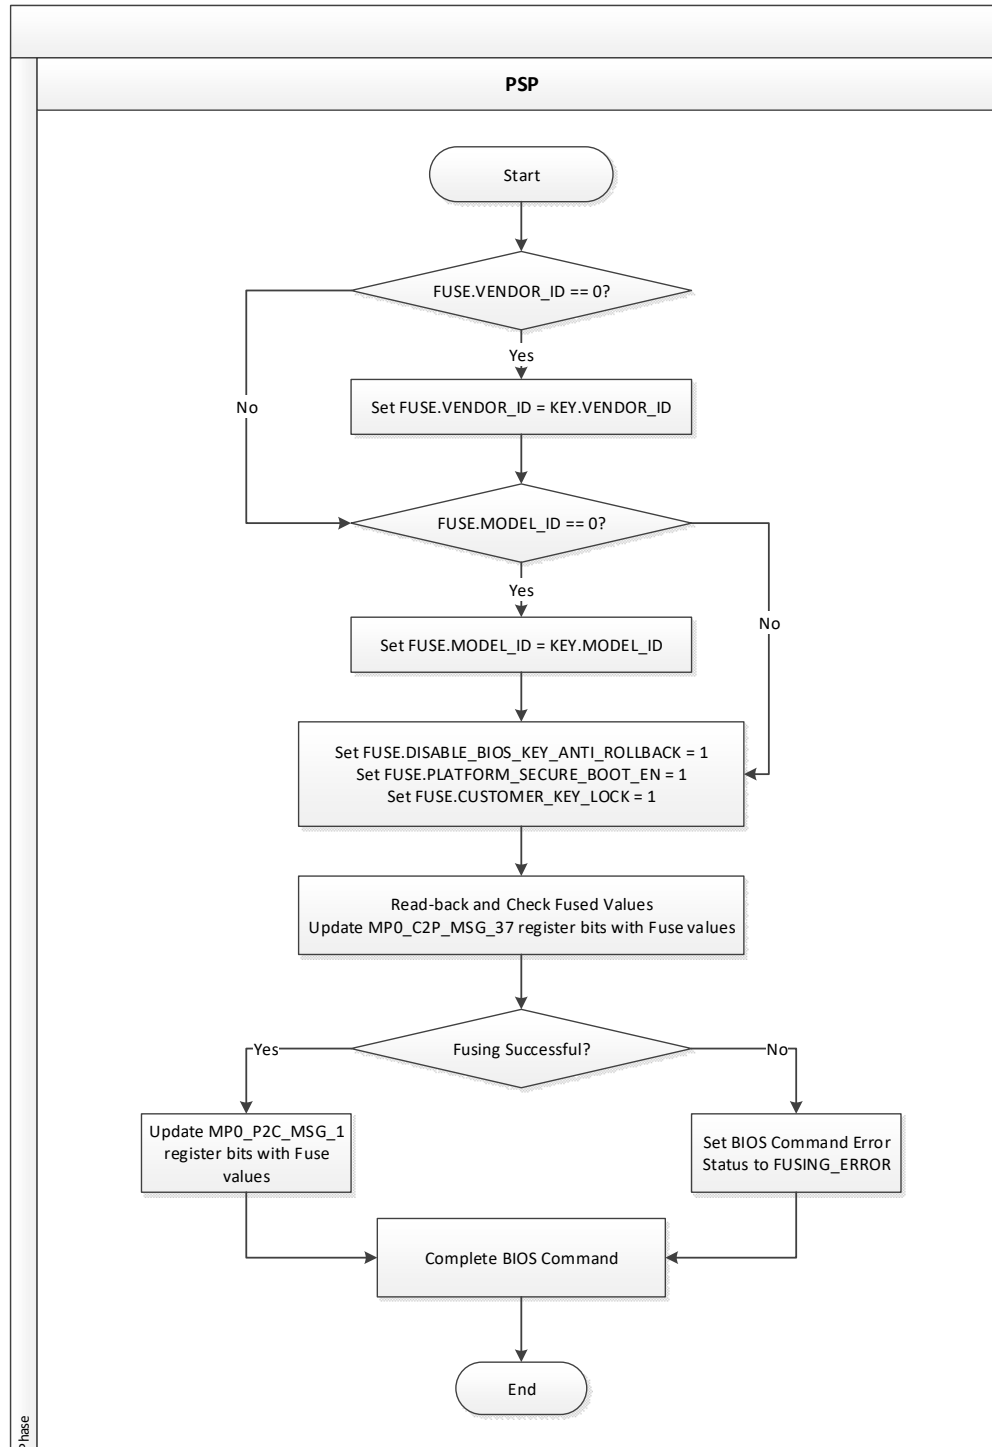 PSP
Start
FUSE.VENDOR_ID == 0?
Yes
No
Set FUSE.VENDOR_ID = KEY.VENDOR_ID
FUSE.MODEL_ID == 0?
Yes
No
Set FUSE.MODEL_ID = KEY.MODEL_ID
Set FUSE.DISABLE_BIOS_KEY_ANTI_ROLLBACK = 1
Set FUSE.PLATFORM_SECURE_BOOT_EN = 1
Set FUSE.CUSTOMER_KEY_LOCK = 1
Read-back and Check Fused Values
Update MP0_C2P_MSG_37 register bits with Fuse values
Fusing Successful?
Yes
No
Update MP0_P2C_MSG_1
register bits with Fuse
values
Set BIOS Command Error
Status to FUSING_ERROR
Complete BIOS Command
End
Phase